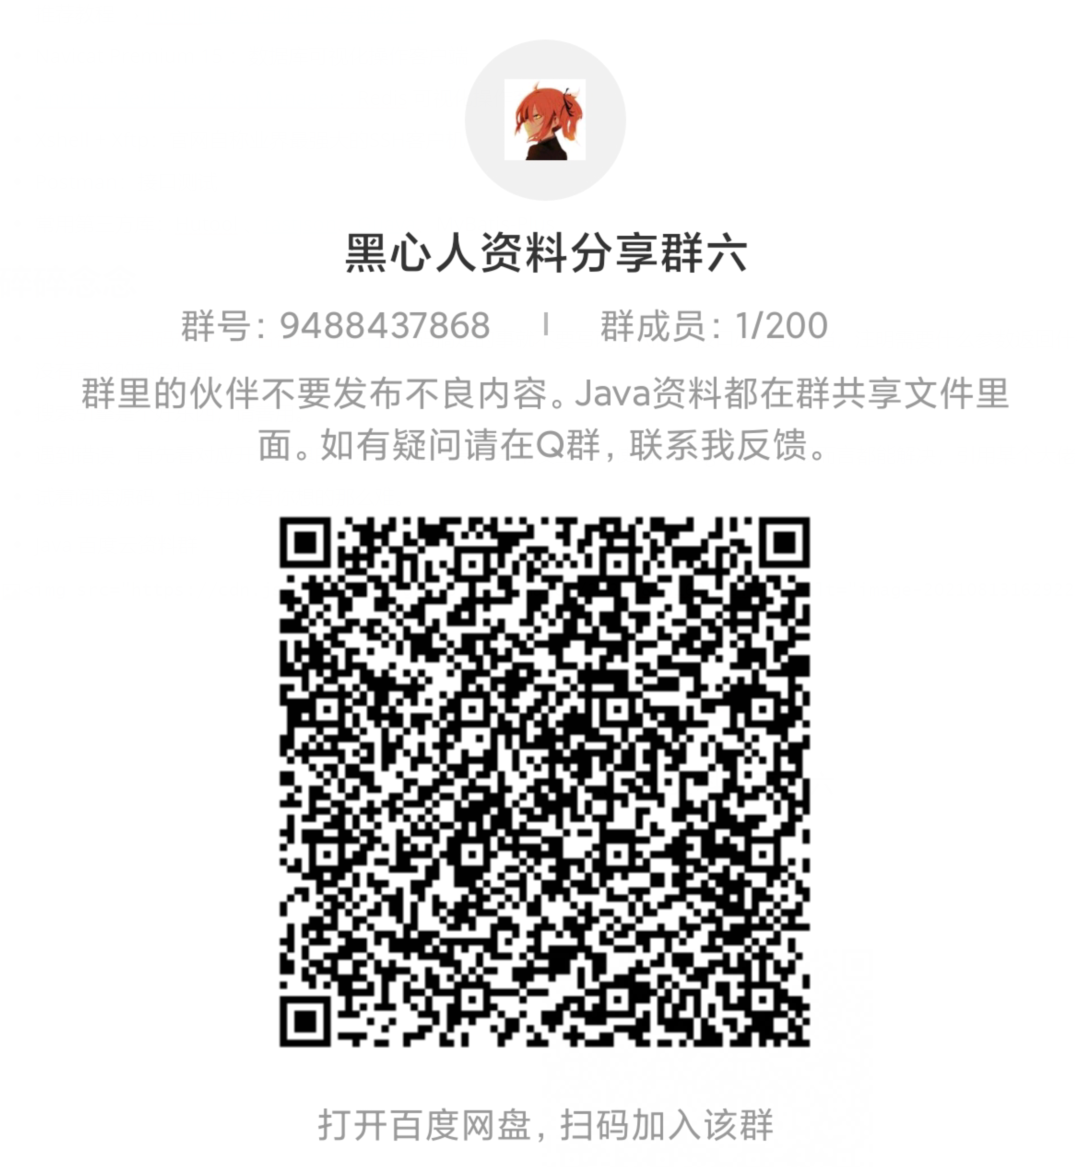 黑心人资料分享群六
群号：9488437868 | 群成员：1/200
群里的伙伴不要发布不良内容。Java资料都在群共享文件里
面。如有疑问请在Q群，联系我反馈。
打开百度网盘，扫码加入该群